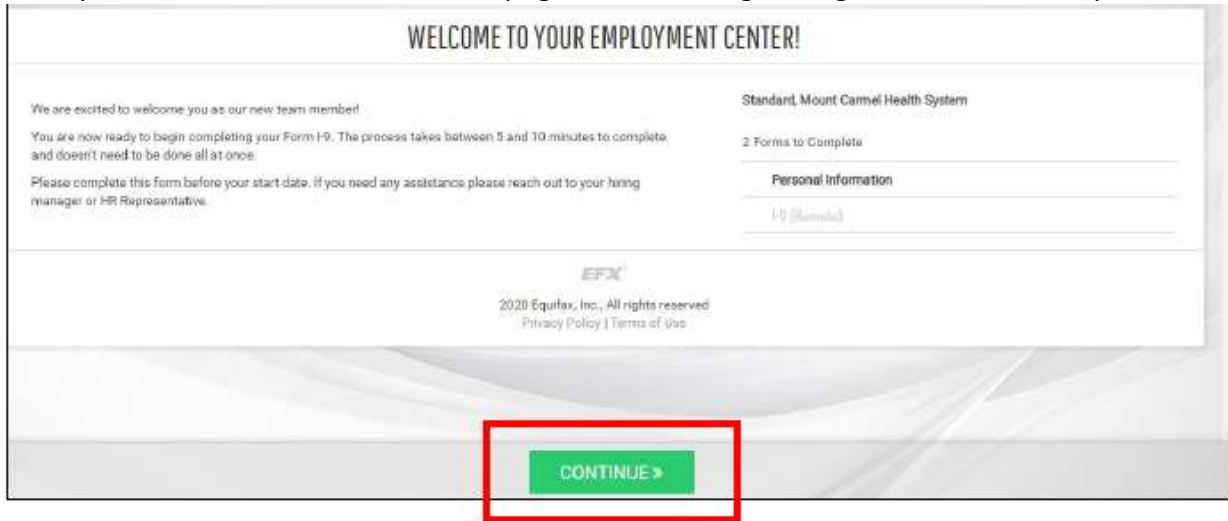 WELCOME TO YOUR EMPLOYMENT CENTER!
We are excited to welcome you as our new team member!
You are now ready to begin completing your Form I-9. The process takes between 5 and 10 minutes to complete
and doesn't need to be done all at once.
Please complete this form before your start date. If you need any assistance please reach out to your hiring
manager or HR Representative.
Standard, Mount Carmel Health System
2 Forms to Complete
Personal Information
I-9 (Remote)
EFX
2020 Equifax, Inc., All rights reserved
Privacy Policy | Terms of Use
CONTINUE »